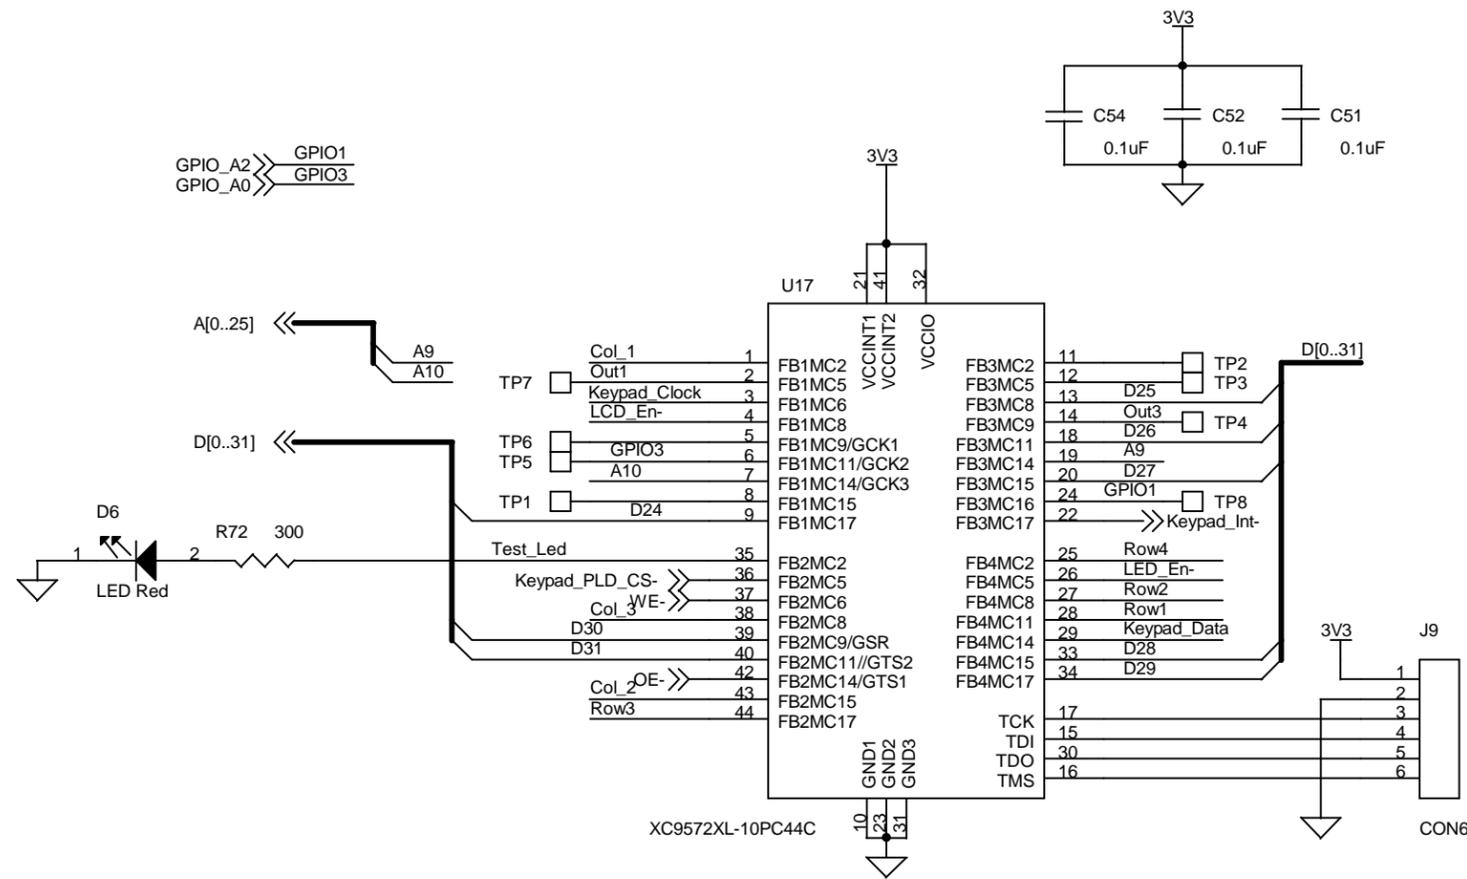 3V3
C54
C52
C51
0.1uF
0.1uF
0.1uF
GPIO_A2
GPIO1
GPIO_A0
GPIO3
3V3
U17
21
41
32
VCCINT1
VCCINT2
VCCIO
A[0..25]
A9
A10
D[0..31]
D[0..31]
Col_1 1 FB1MC2
TP7 Out1 2 FB1MC5
Keypad_Clock 3 FB1MC6
LCD_En- 4 FB1MC8
TP6 5 FB1MC9/GCK1
TP5 GPIO3 6 FB1MC11/GCK2
A10 7 FB1MC14/GCK3
TP1 8 FB1MC15
D24 9 FB1MC17
D6
1
2
LED Red
R72
300
Test_Led 35 FB2MC2
Keypad_PLD_CS- 36 FB2MC5
WE- 37 FB2MC6
Col_3 38 FB2MC8
D30 39 FB2MC9/GSR
D31 40 FB2MC11//GTS2
OE- 42 FB2MC14/GTS1
Col_2 43 FB2MC15
Row3 44 FB2MC17
FB3MC2 11 TP2
FB3MC5 12 TP3
FB3MC8 13 D25
FB3MC9 14 Out3 TP4
FB3MC11 18 D26
FB3MC14 19 A9
FB3MC15 20 D27
FB3MC16 24 GPIO1 TP8
FB3MC17 22 Keypad_Int-
FB4MC2 25 Row4
FB4MC5 26 LED_En-
FB4MC8 27 Row2
FB4MC11 28 Row1
FB4MC14 29 Keypad_Data
FB4MC15 33 D28
FB4MC17 34 D29
TCK 17
TDI 15
TDO 30
TMS 16
3V3
J9
1
2
3
4
5
6
CON6
GND1
GND2
GND3
10
23
31
XC9572XL-10PC44C